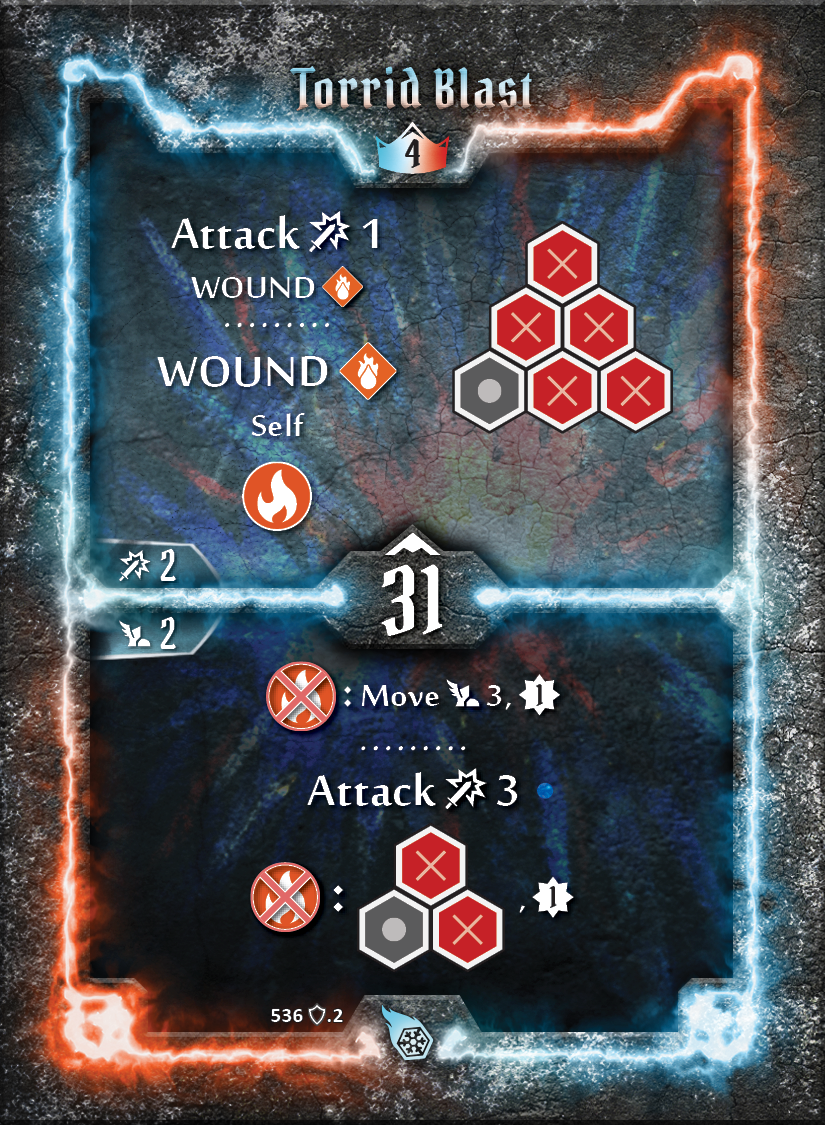 Torrid Blast
4
Attack 1
WOUND
WOUND
Self
2
31
2
: Move 3, 1
Attack 3
: , 1
536 .2